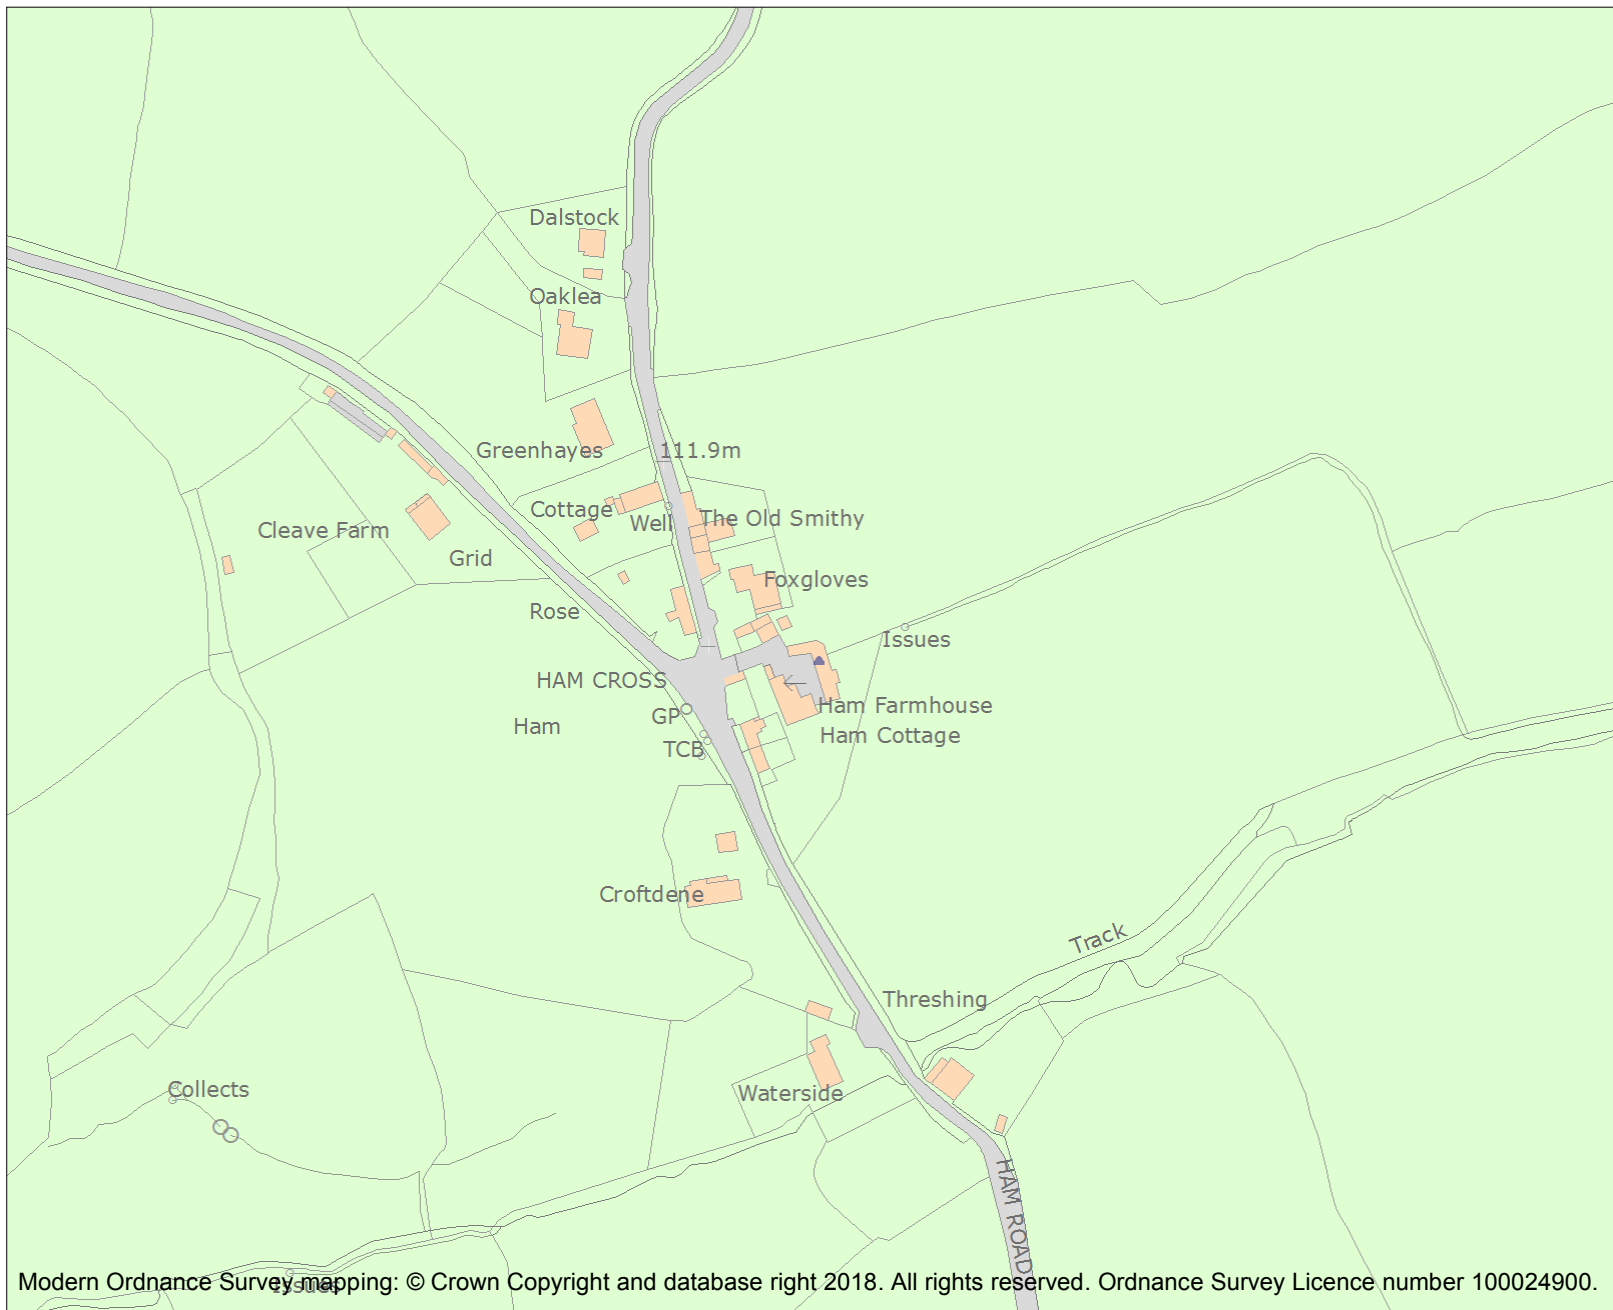 Dalstock
Oaklea
Greenhayes
111.9m
Cottage
Well
The Old Smithy
Cleave Farm
Grid
Foxgloves
Rose
Issues
HAM CROSS
Ham Farmhouse
GP
Ham
Ham Cottage
TCB
Croftdene
Track
Threshing
Collects
Waterside
HAM ROAD
Issues
Modern Ordnance Survey mapping: © Crown Copyright and database right 2018. All rights reserved. Ordnance Survey Licence number 100024900.